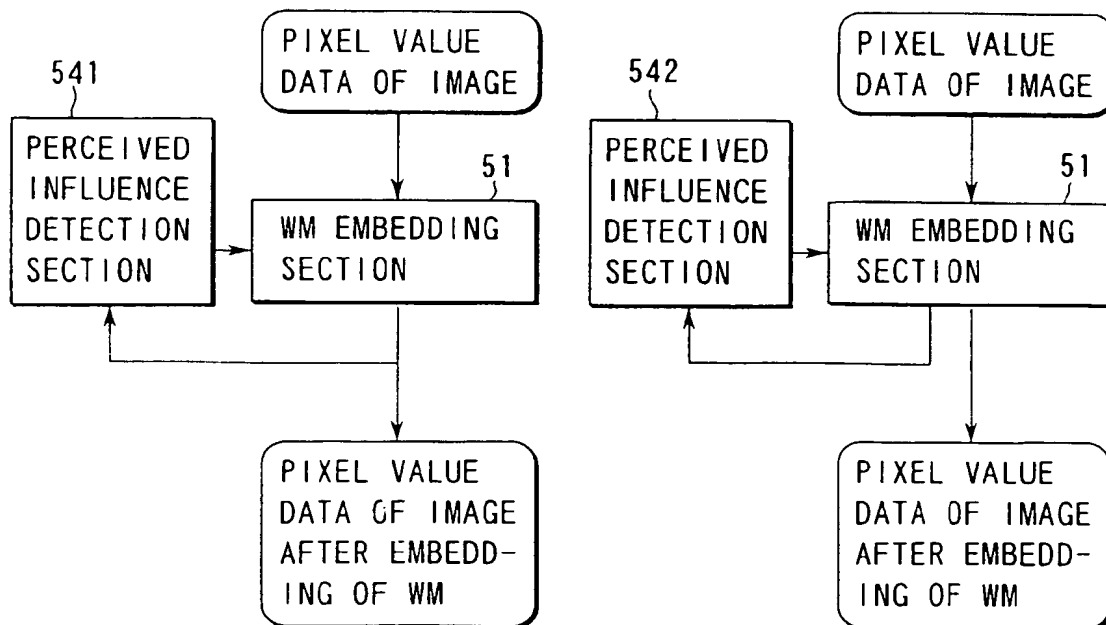 PIXEL VALUE
DATA OF IMAGE
541
PERCEIVED
INFLUENCE
DETECTION
SECTION
51
WM EMBEDDING
SECTION
PIXEL VALUE
DATA OF IMAGE
AFTER EMBEDD-
ING OF WM
PIXEL VALUE
DATA OF IMAGE
542
PERCEIVED
INFLUENCE
DETECTION
SECTION
51
WM EMBEDDING
SECTION
PIXEL VALUE
DATA OF IMAGE
AFTER EMBEDD-
ING OF WM